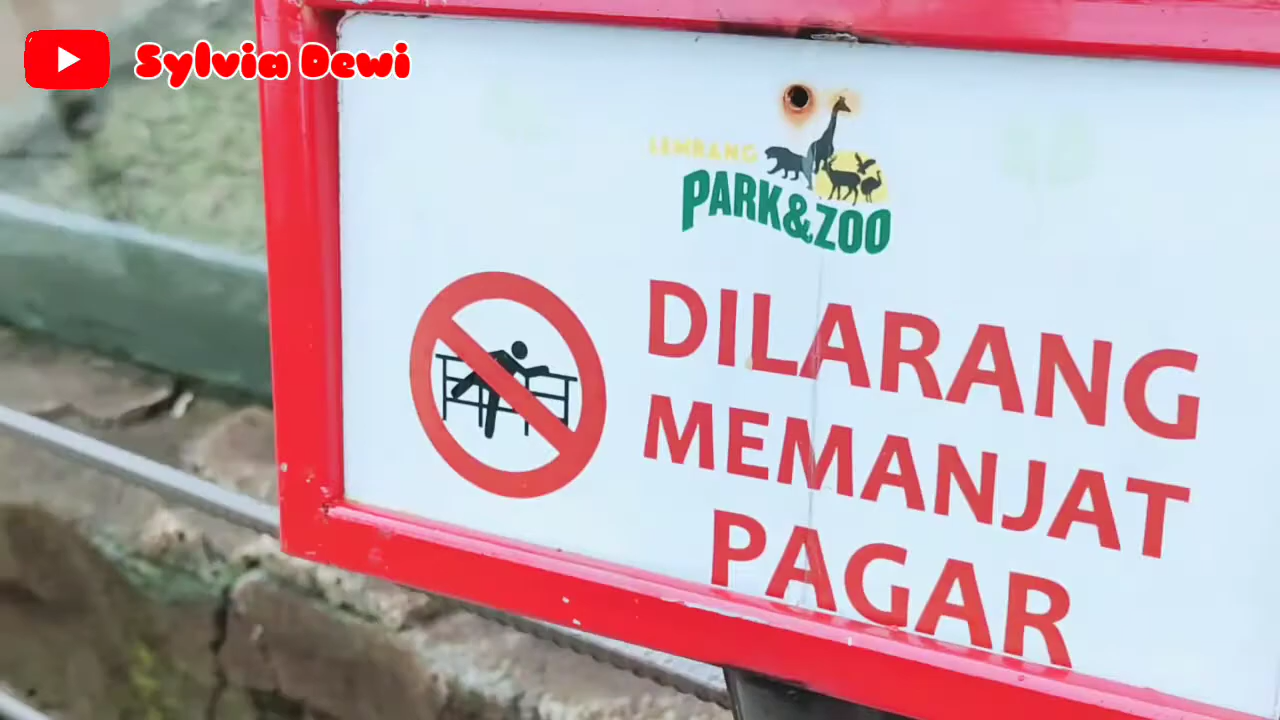 Sylvia Dewi
LEMBANG
PARK&ZOO
DILARANG
MEMANJAT
PAGAR